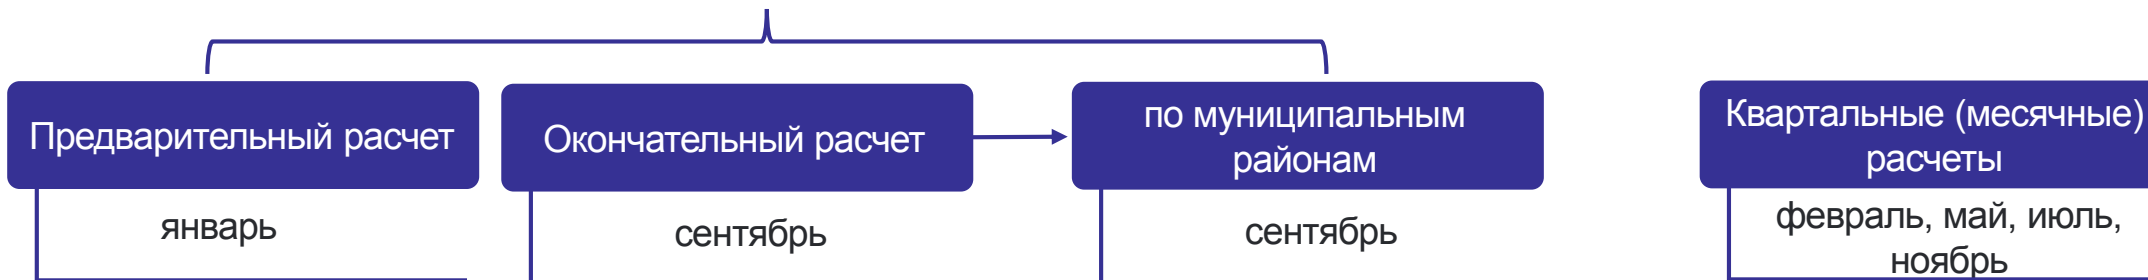 Предварительный расчет
январь
Окончательный расчет
сентябрь
по муниципальным
районам
сентябрь
Квартальные (месячные)
расчеты
февраль, май, июль,
ноябрь